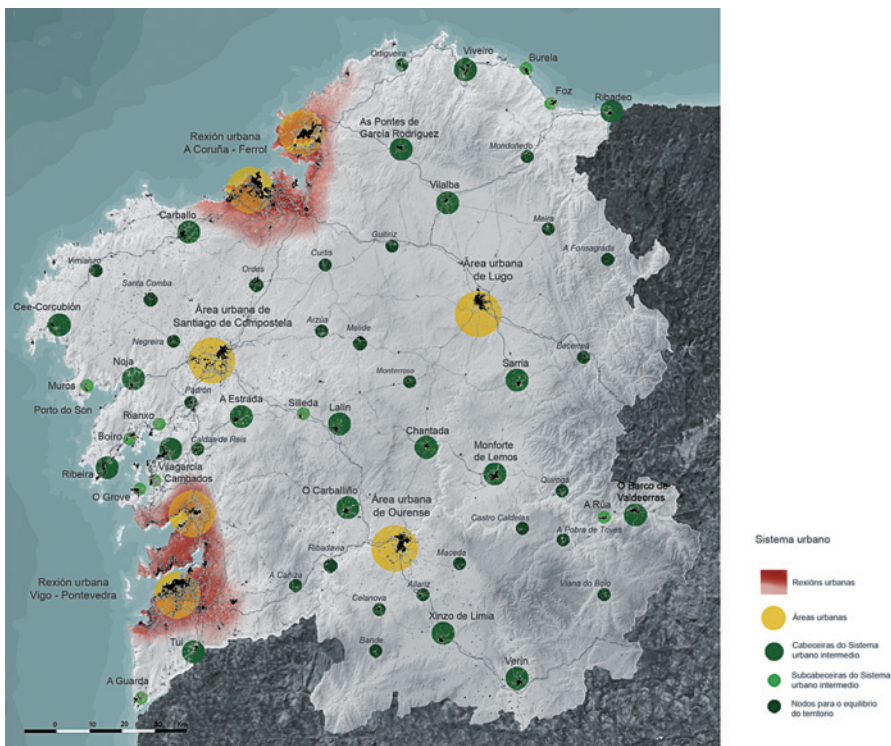 Ortigueira
Viveiro
Burela
Foz
Ribadeo
Rexión urbana
A Coruña - Ferrol
As Pontes de
García Rodríguez
Mondoñedo
Vilalba
Carballo
Guitiriz
Meira
A Fonsagrada
Vimianzo
Curtis
Santa Comba
Ordes
Área urbana
de Lugo
Cee-Corcubión
Área urbana de
Santiago de Compostela
Arzúa
Melide
Negreira
Becerreá
Noia
Monterroso
Sarria
Muros
Padrón
Porto do Son
A Estrada
Silleda
Lalín
Rianxo
Chantada
Boiro
Caldas de Reis
Monforte
de Lemos
Ribeira
Vilagarcía
Cambados
Quiroga
O Barco de
Valdeorras
O Grove
O Carballiño
Área urbana
de Ourense
A Rúa
Castro Caldelas
A Pobra de Trives
Ribadavia
Maceda
Rexión urbana
Vigo - Pontevedra
A Cañiza
Allariz
Viana do Bolo
Celanova
Xinzo de Limia
Bande
Tui
Verín
A Guarda
0 10 20 30
Sistema urbano
Rexións urbanas
Áreas urbanas
Cabeceiras do Sistema
urbano intermedio
Subcabeceiras do Sistema
urbano intermedio
Nodos para o equilibrio
do territorio